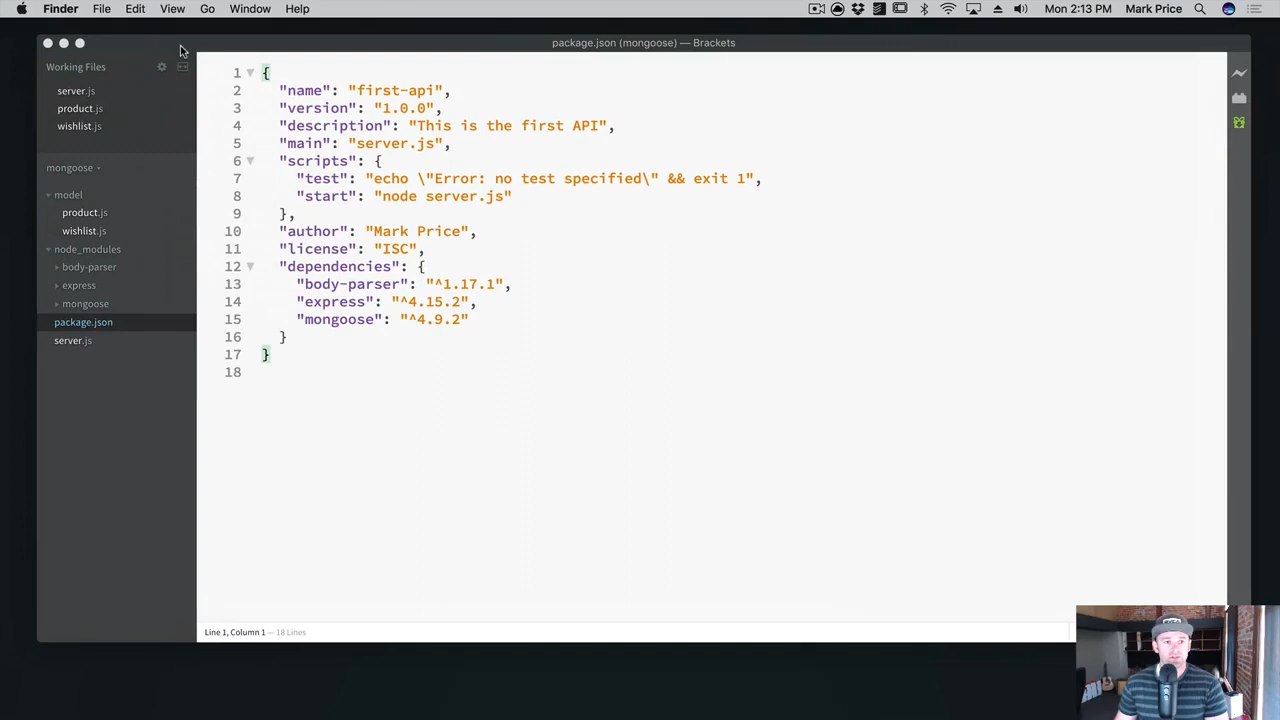 Finder File Edit View Go Window Help Mon 2:13 PM Mark Price
package.json (mongoose) — Brackets
Working Files
server.js
product.js
wishlist.js
mongoose
model
product.js
wishlist.js
node_modules
body-parser
express
mongoose
package.json
server.js
1 {
2 "name": "first-api",
3 "version": "1.0.0",
4 "description": "This is the first API",
5 "main": "server.js",
6 "scripts": {
7 "test": "echo \"Error: no test specified\" && exit 1",
8 "start": "node server.js"
9 },
10 "author": "Mark Price",
11 "license": "ISC",
12 "dependencies": {
13 "body-parser": "^1.17.1",
14 "express": "^4.15.2",
15 "mongoose": "^4.9.2"
16 }
17 }
18
Line 1, Column 1 — 18 Lines